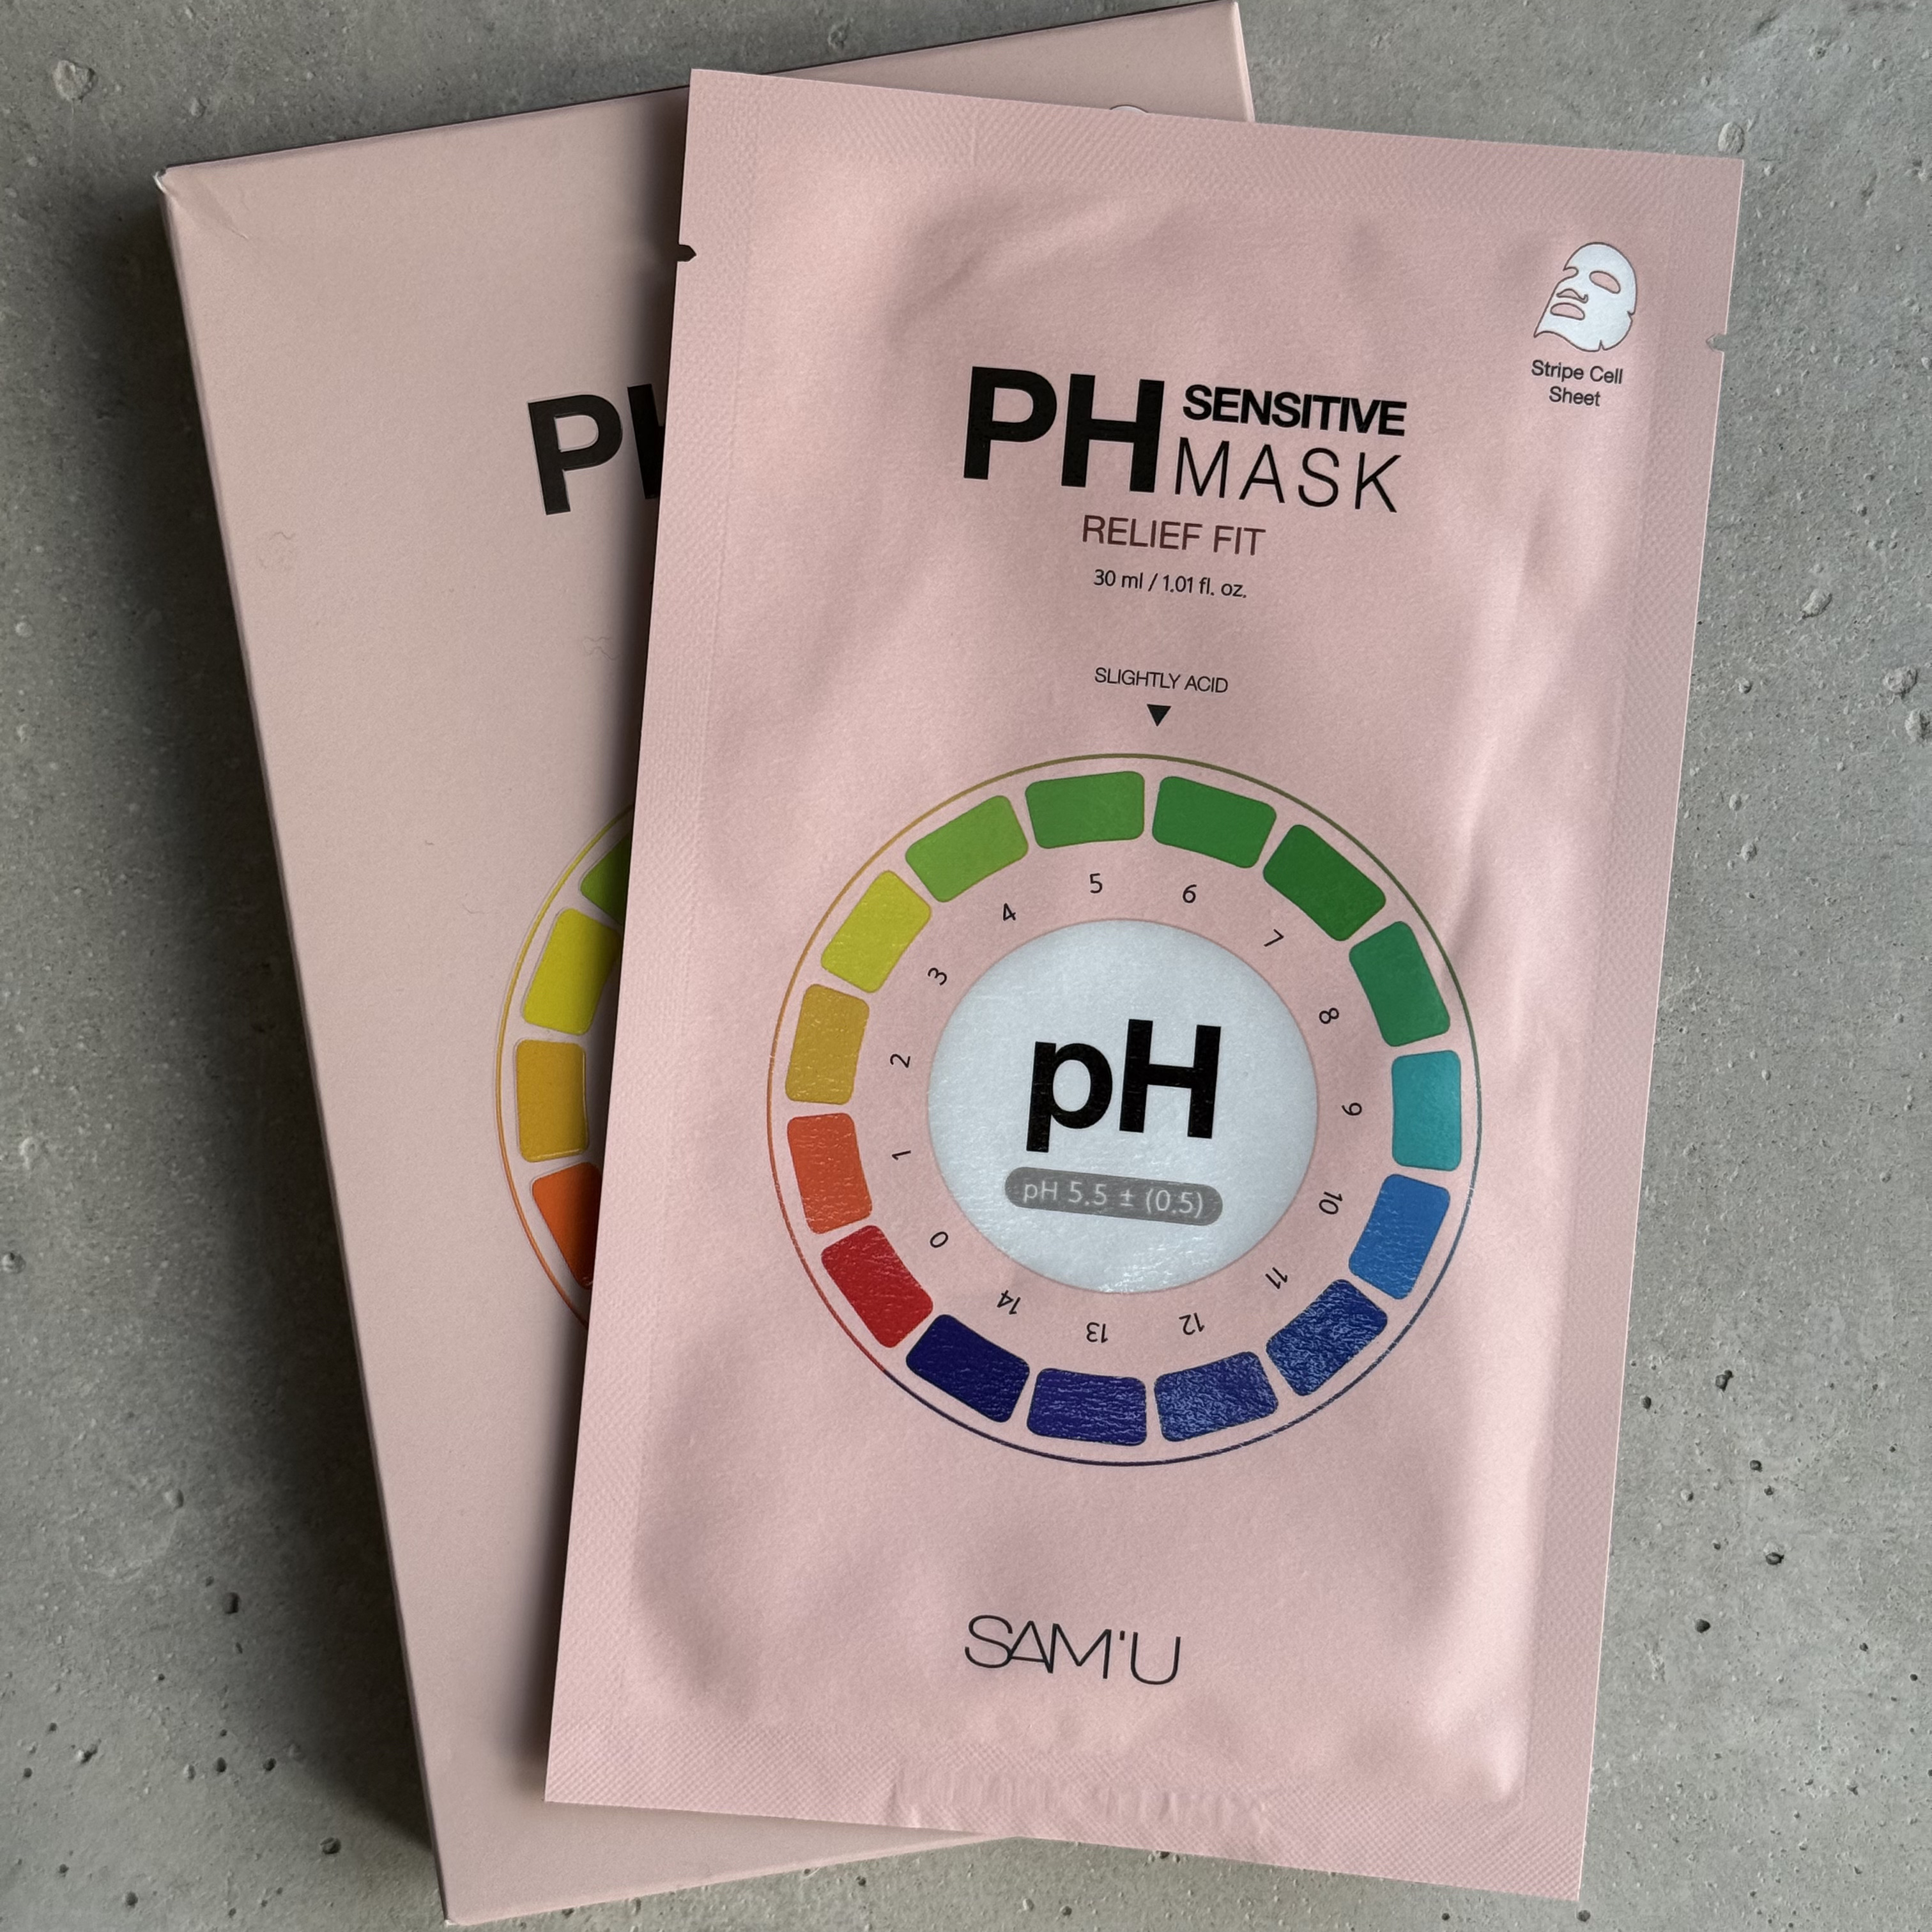 Stripe Cell
Sheet
PH SENSITIVE
MASK
RELIEF FIT
30 ml / 1.01 fl. oz.
SLIGHTLY ACID
0
1
2
3
4
5
6
7
8
9
10
11
12
13
14
pH
pH 5.5 ± (0.5)
SAM'U